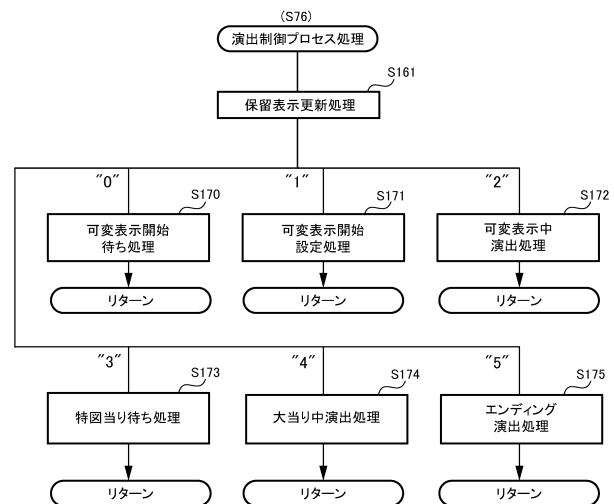 (S76)
演出制御プロセス処理
S161
保留表示更新処理
"0"
"1"
"2"
S170
S171
S172
可変表示開始
待ち処理
可変表示開始
設定処理
可変表示中
演出処理
リターン
リターン
リターン
"3"
"4"
"5"
S173
S174
S175
特図当り待ち処理
大当り中演出処理
エンディング
演出処理
リターン
リターン
リターン